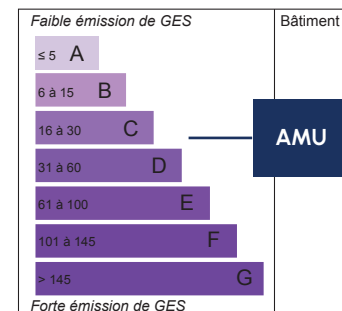 Faible émission de GES
Bâtiment
≤ 5 A
6 à 15 B
16 à 30 C
AMU
31 à 60 D
61 à 100 E
101 à 145 F
> 145 G
Forte émission de GES